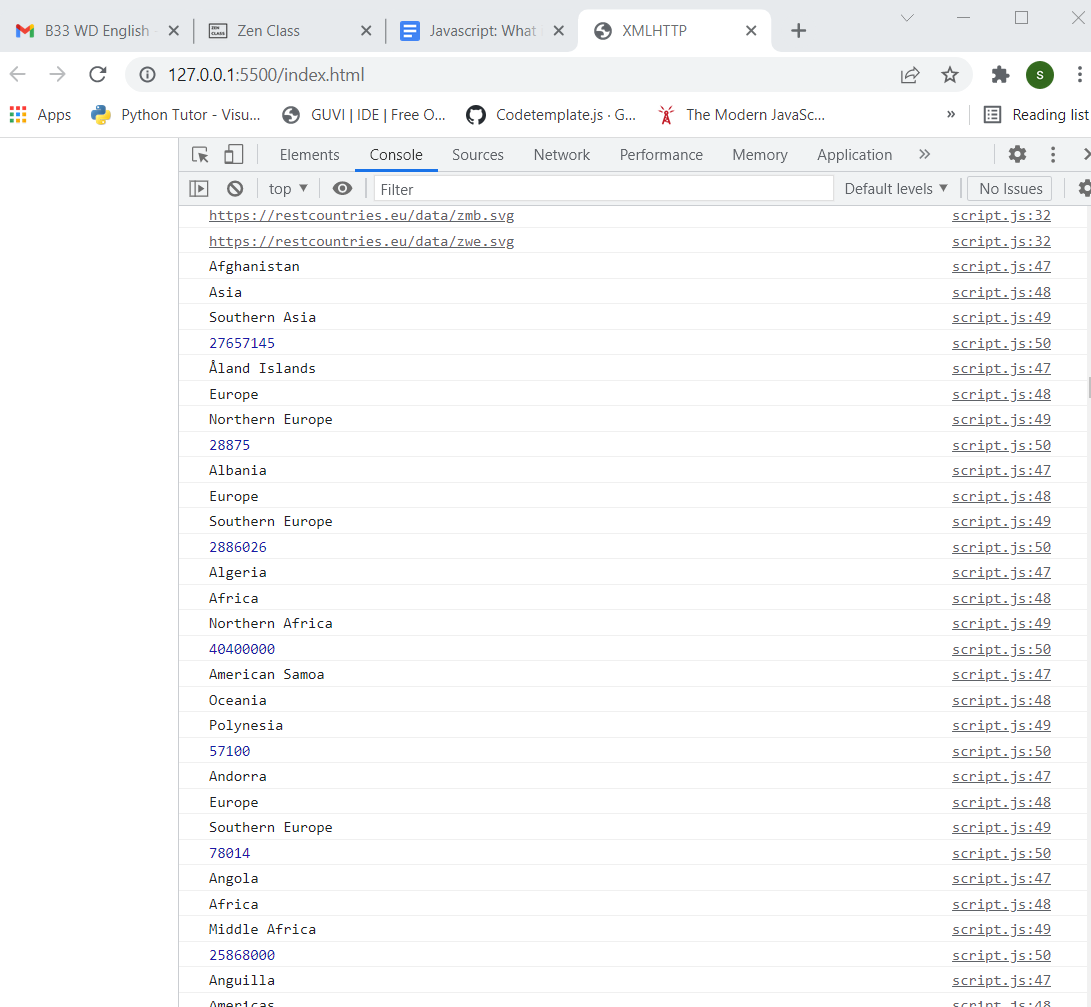 B33 WD English
Zen Class
Javascript: What
XMLHTTP
127.0.0.1:5500/index.html
s
Apps
Python Tutor - Visu...
GUVI | IDE | Free O...
Codetemplate.js · G...
The Modern JavaSc...
»
Reading list
Elements
Console
Sources
Network
Performance
Memory
Application
»
top
Filter
Default levels
No Issues
https://restcountries.eu/data/zmb.svg script.js:32
https://restcountries.eu/data/zwe.svg script.js:32
Afghanistan script.js:47
Asia script.js:48
Southern Asia script.js:49
27657145 script.js:50
Åland Islands script.js:47
Europe script.js:48
Northern Europe script.js:49
28875 script.js:50
Albania script.js:47
Europe script.js:48
Southern Europe script.js:49
2886026 script.js:50
Algeria script.js:47
Africa script.js:48
Northern Africa script.js:49
40400000 script.js:50
American Samoa script.js:47
Oceania script.js:48
Polynesia script.js:49
57100 script.js:50
Andorra script.js:47
Europe script.js:48
Southern Europe script.js:49
78014 script.js:50
Angola script.js:47
Africa script.js:48
Middle Africa script.js:49
25868000 script.js:50
Anguilla script.js:47
Americas script.js:48